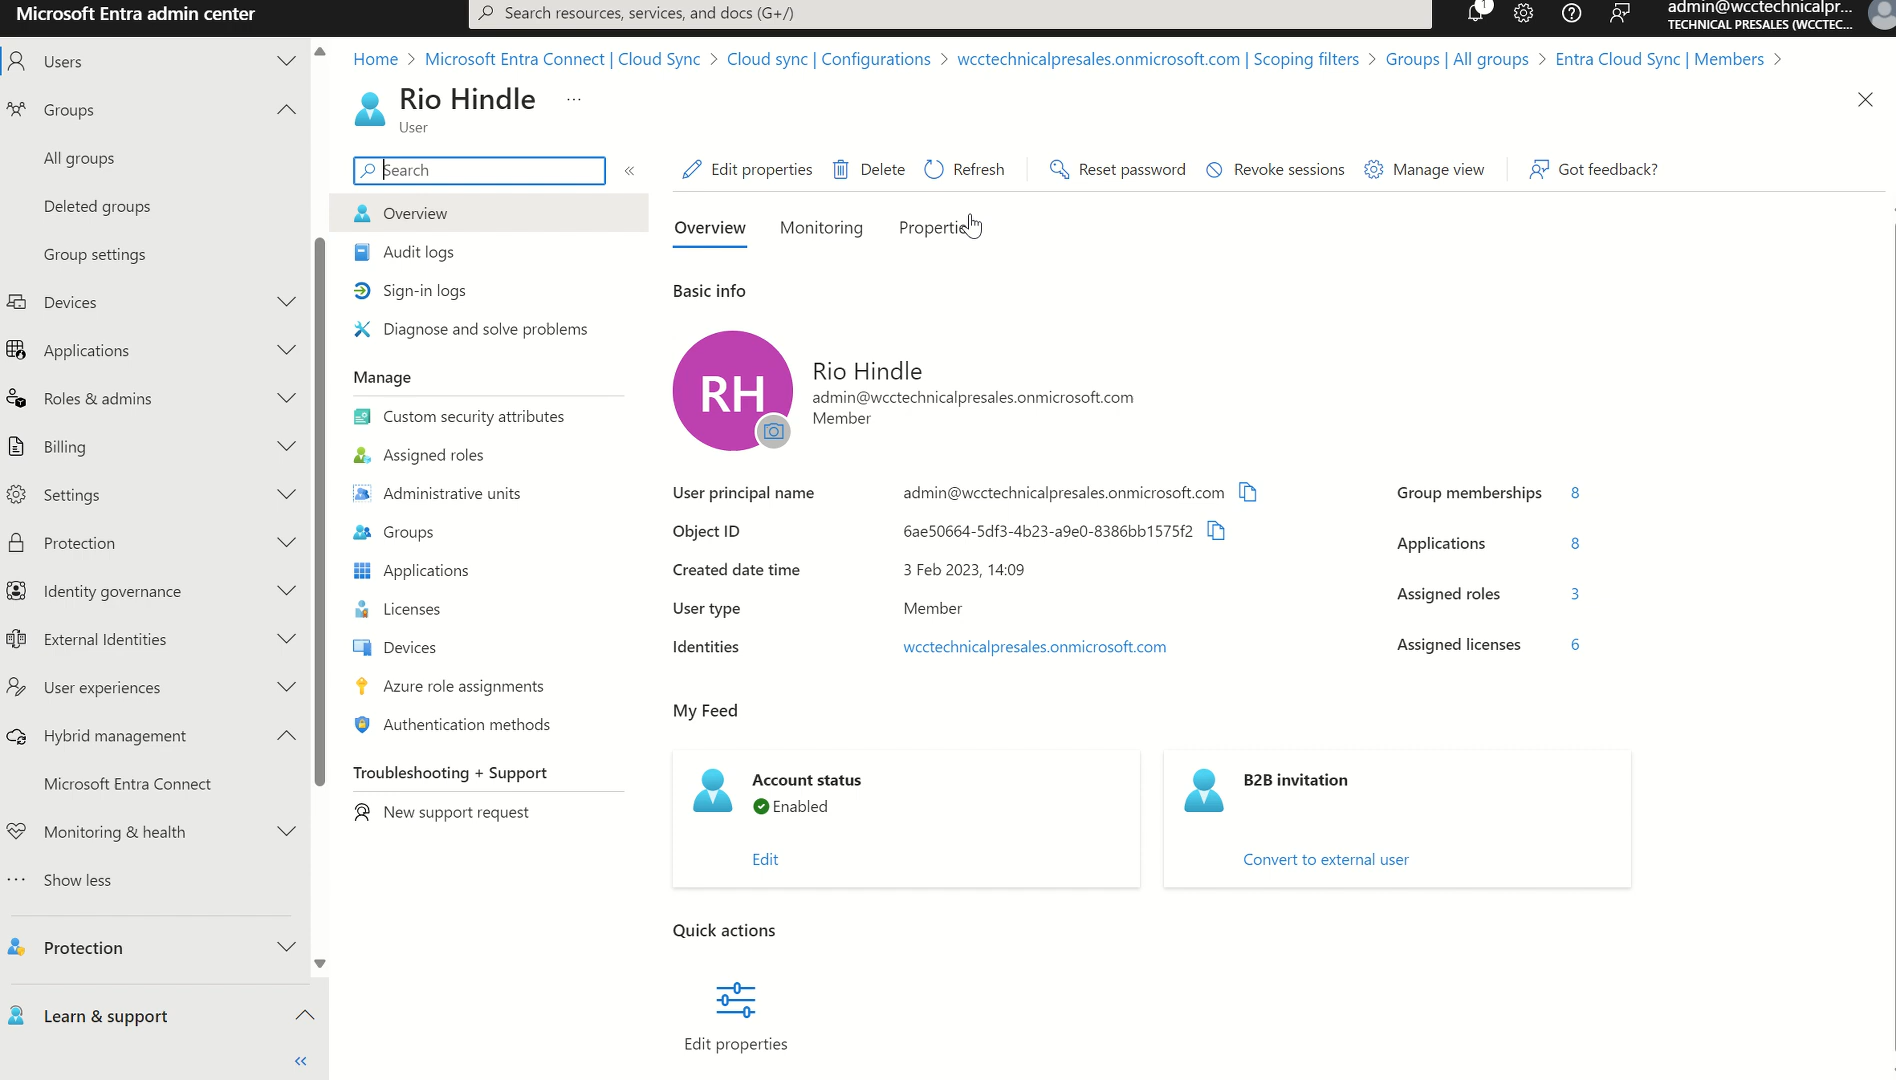 Microsoft Entra admin center
Search resources, services, and docs (G+/)
1
admin@wcctechnicalpr...
TECHNICAL PRESALES (WCCTEC...
Users
Groups
All groups
Deleted groups
Group settings
Devices
Applications
Roles & admins
Billing
Settings
Protection
Identity governance
External Identities
User experiences
Hybrid management
Microsoft Entra Connect
Monitoring & health
Show less
Protection
Learn & support
Home > Microsoft Entra Connect | Cloud Sync > Cloud sync | Configurations > wcctechnicalpresales.onmicrosoft.com | Scoping filters > Groups | All groups > Entra Cloud Sync | Members >
Rio Hindle ...
User
Search
Overview
Audit logs
Sign-in logs
Diagnose and solve problems
Manage
Custom security attributes
Assigned roles
Administrative units
Groups
Applications
Licenses
Devices
Azure role assignments
Authentication methods
Troubleshooting + Support
New support request
Edit properties Delete Refresh Reset password Revoke sessions Manage view Got feedback?
Overview Monitoring Properties
Basic info
RH
Rio Hindle
admin@wcctechnicalpresales.onmicrosoft.com
Member
User principal name admin@wcctechnicalpresales.onmicrosoft.com
Object ID 6ae50664-5df3-4b23-a9e0-8386bb1575f2
Created date time 3 Feb 2023, 14:09
User type Member
Identities wcctechnicalpresales.onmicrosoft.com
Group memberships 8
Applications 8
Assigned roles 3
Assigned licenses 6
My Feed
Account status
Enabled
Edit
B2B invitation
Convert to external user
Quick actions
Edit properties